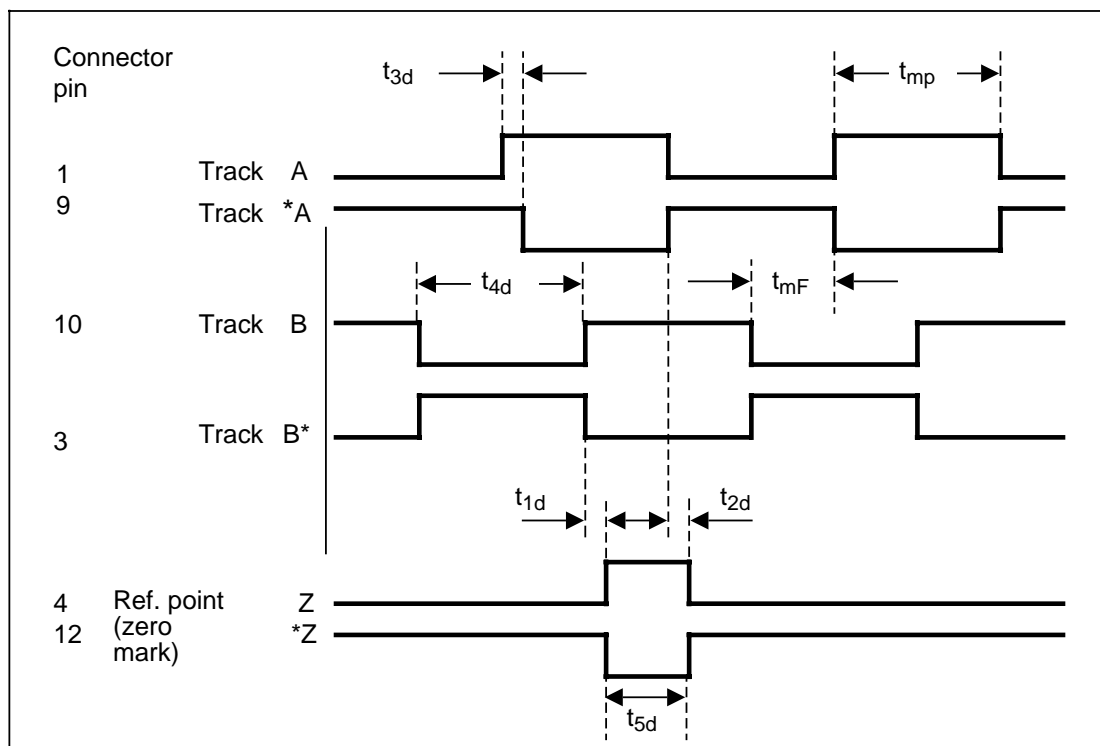 Connector
pin
t3d
tmp
1 Track A
9 Track *A
t4d
tmF
10 Track B
3 Track B*
t1d
t2d
4 Ref. point Z
12 (zero *Z
mark)
t5d